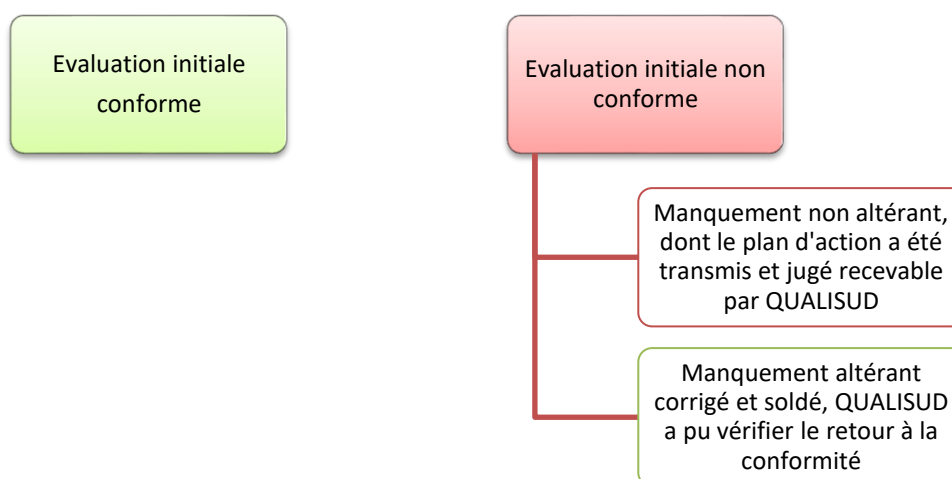 Evaluation initiale
conforme
Evaluation initiale non
conforme
Manquement non altérant,
dont le plan d'action a été
transmis et jugé recevable
par QUALISUD
Manquement altérant
corrigé et soldé, QUALISUD
a pu vérifier le retour à la
conformité